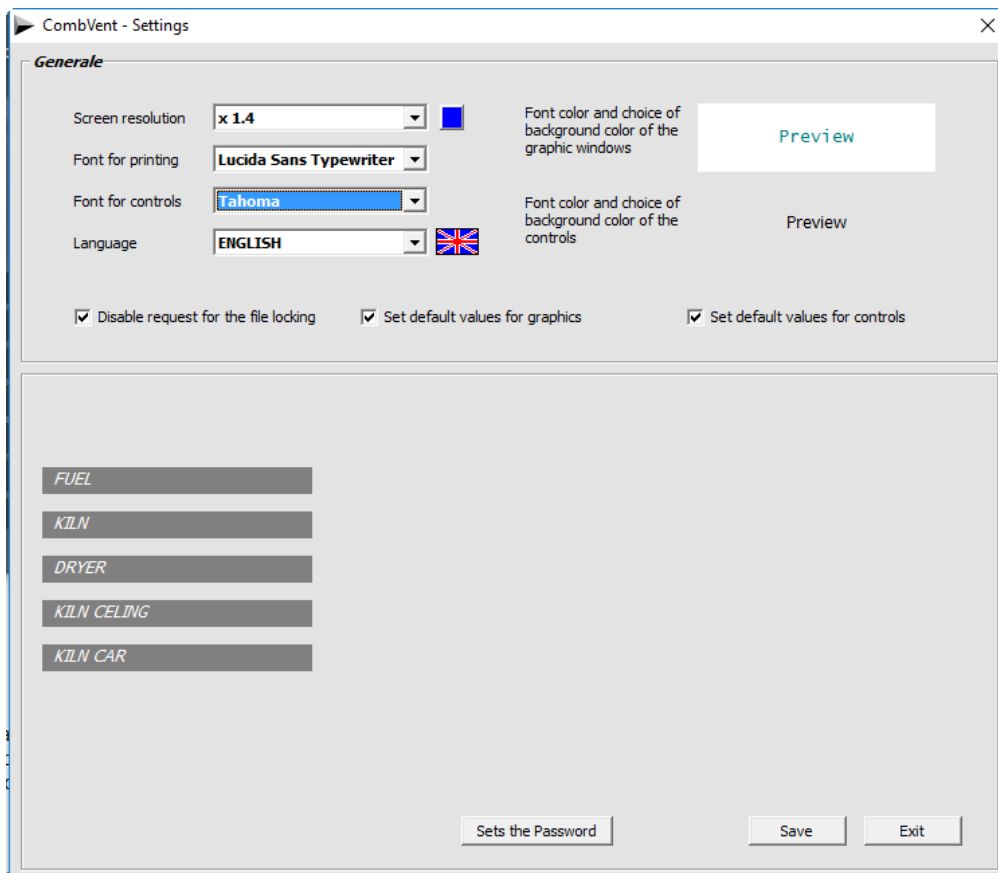 CombVent - Settings
Generale
Screen resolution
x 1.4
Font for printing
Lucida Sans Typewriter
Font for controls
Tahoma
Language
ENGLISH
Font color and choice of
background color of the
graphic windows
Preview
Font color and choice of
background color of the
controls
Preview
Disable request for the file locking
Set default values for graphics
Set default values for controls
FUEL
KILN
DRYER
KILN CELING
KILN CAR
Sets the Password
Save
Exit